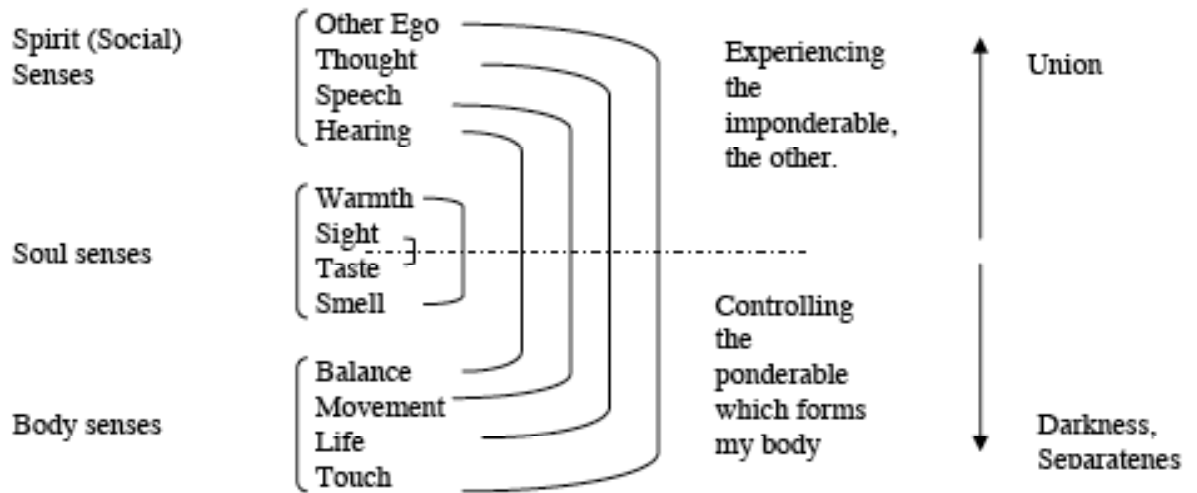 Spirit (Social)
Senses
Other Ego
Thought
Speech
Hearing
Experiencing
the
imponderable,
the other.
Union
Soul senses
Warmth
Sight
Taste
Smell
Body senses
Balance
Movement
Life
Touch
Controlling
the
ponderable
which forms
my body
Darkness,
Separatenes